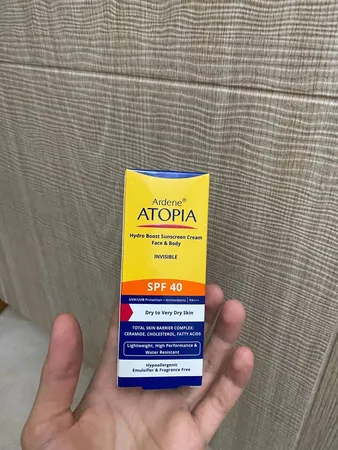 Ardene®
ATOPIA
Hydro Boost Sunscreen Cream
Face & Body
INVISIBLE
SPF 40
UVA/UVB Protection + Antioxidants | PA+++
Dry to Very Dry Skin
TOTAL SKIN BARRIER COMPLEX:
CERAMIDE, CHOLESTROL, FATTY ACIDS
Lightweight, High Performance &
Water Resistant
Hypoallergenic
Emulsifier & Fragrance Free